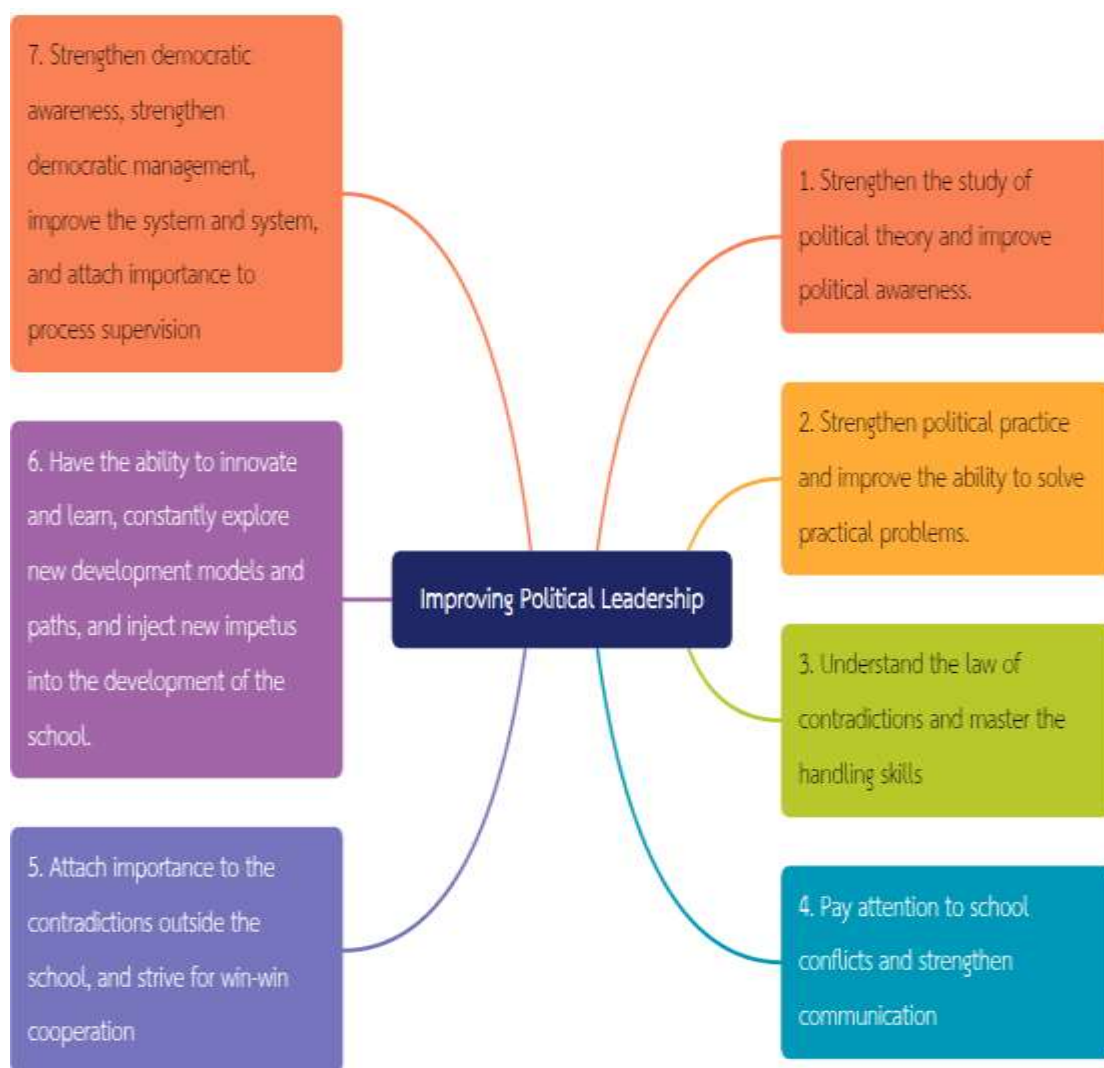 Improving Political Leadership
1. Strengthen the study of
political theory and improve
political awareness.
2. Strengthen political practice
and improve the ability to solve
practical problems.
3. Understand the law of
contradictions and master the
handling skills
4. Pay attention to school
conflicts and strengthen
communication
5. Attach importance to the
contradictions outside the
school, and strive for win-win
cooperation
6. Have the ability to innovate
and learn, constantly explore
new development models and
paths, and inject new impetus
into the development of the
school.
7. Strengthen democratic
awareness, strengthen
democratic management,
improve the system and system,
and attach importance to
process supervision